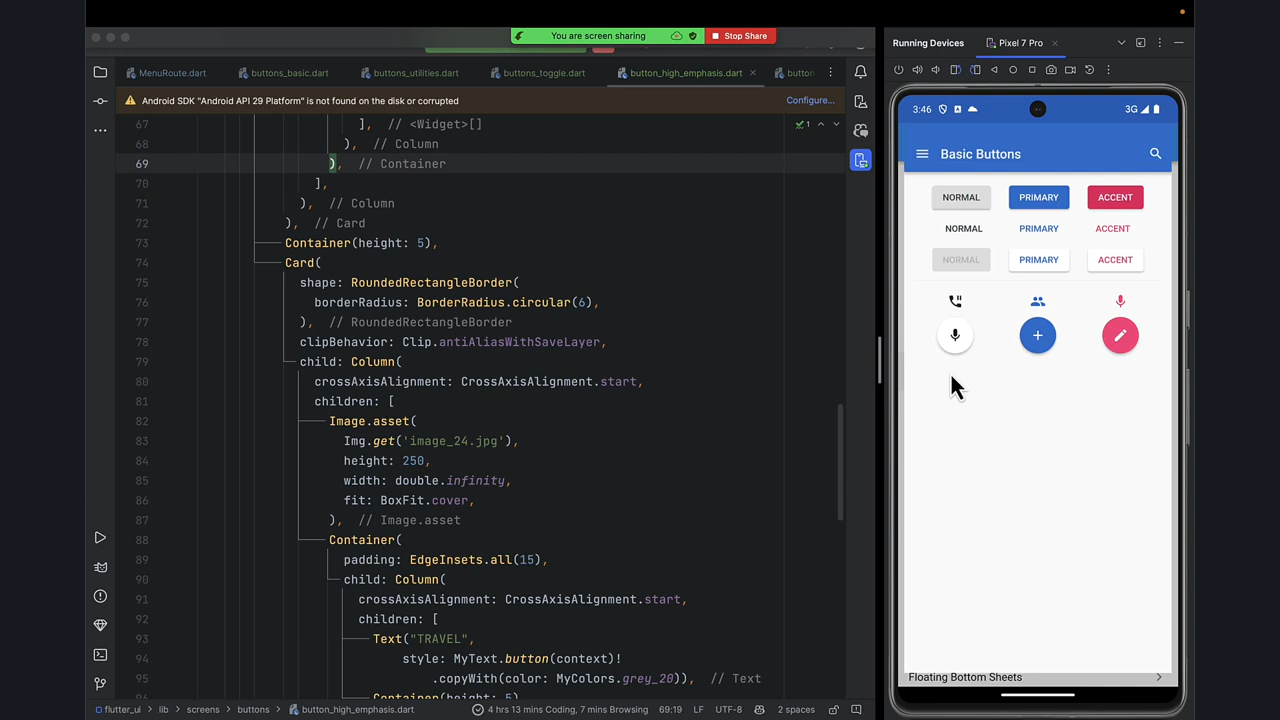 You are screen sharing
Stop Share
Running Devices
Pixel 7 Pro
MenuRoute.dart
buttons_basic.dart
buttons_utilities.dart
buttons_toggle.dart
button_high_emphasis.dart
button
Android SDK "Android API 29 Platform" is not found on the disk or corrupted
Configure...
1
67 ], // <Widget>[]
68 ), // Column
69 ), // Container
70 ],
71 ), // Column
72 ), // Card
73 Container(height: 5),
74 Card(
75 shape: RoundedRectangleBorder(
76 borderRadius: BorderRadius.circular(6),
77 ), // RoundedRectangleBorder
78 clipBehavior: Clip.antiAliasWithSaveLayer,
79 child: Column(
80 crossAxisAlignment: CrossAxisAlignment.start,
81 children: [
82 Image.asset(
83 Img.get('image_24.jpg'),
84 height: 250,
85 width: double.infinity,
86 fit: BoxFit.cover,
87 ), // Image.asset
88 Container(
89 padding: EdgeInsets.all(15),
90 child: Column(
91 crossAxisAlignment: CrossAxisAlignment.start,
92 children: [
93 Text("TRAVEL",
94 style: MyText.button(context)!
95 .copyWith(color: MyColors.grey_20)), // Text
96 Container(height: 5)
flutter_ui
lib
screens
buttons
button_high_emphasis.dart
4 hrs 13 mins Coding, 7 mins Browsing
69:19
LF
UTF-8
2 spaces
3:46
3G
Basic Buttons
NORMAL PRIMARY ACCENT
NORMAL PRIMARY ACCENT
NORMAL PRIMARY ACCENT
Floating Bottom Sheets